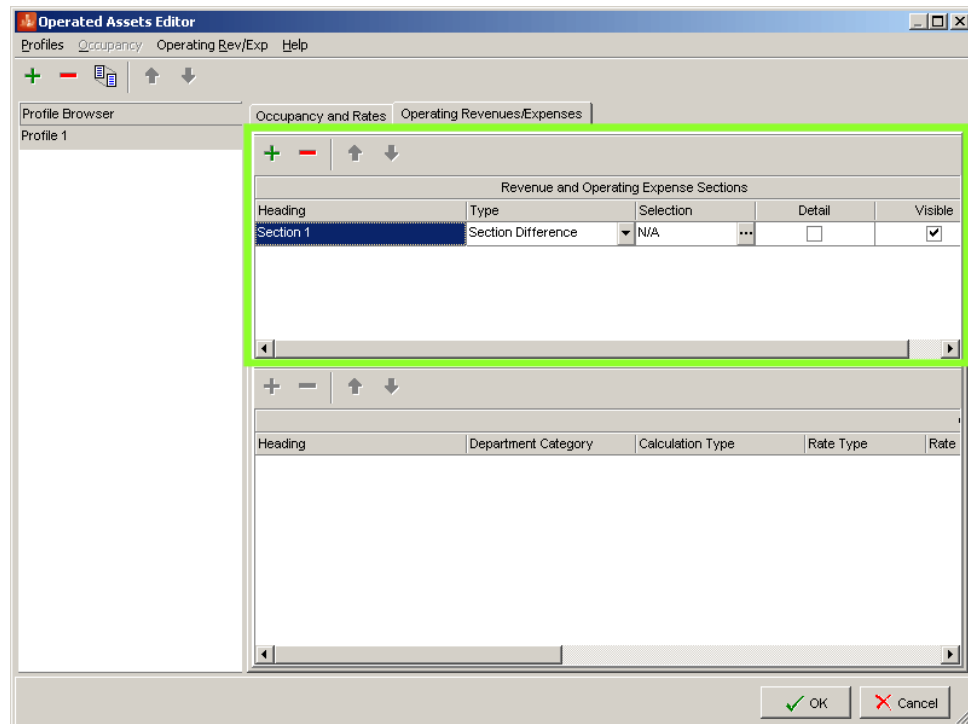 Operated Assets Editor
Profiles Occupancy Operating Rev/Exp Help
Profile Browser
Profile 1
Occupancy and Rates Operating Revenues/Expenses
Revenue and Operating Expense Sections
Heading Type Selection Detail Visible
Section 1 Section Difference N/A ...
Heading Department Category Calculation Type Rate Type Rate
OK Cancel